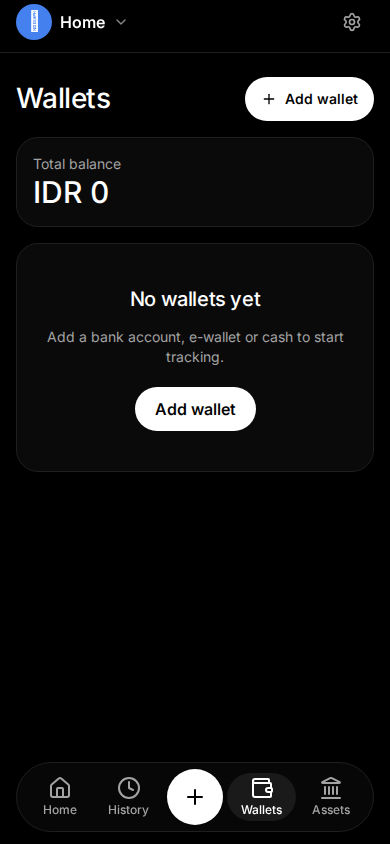 Home
Wallets
Add wallet
Total balance
IDR 0
No wallets yet
Add a bank account, e-wallet or cash to start
tracking.
Add wallet
Home
History
Wallets
Assets